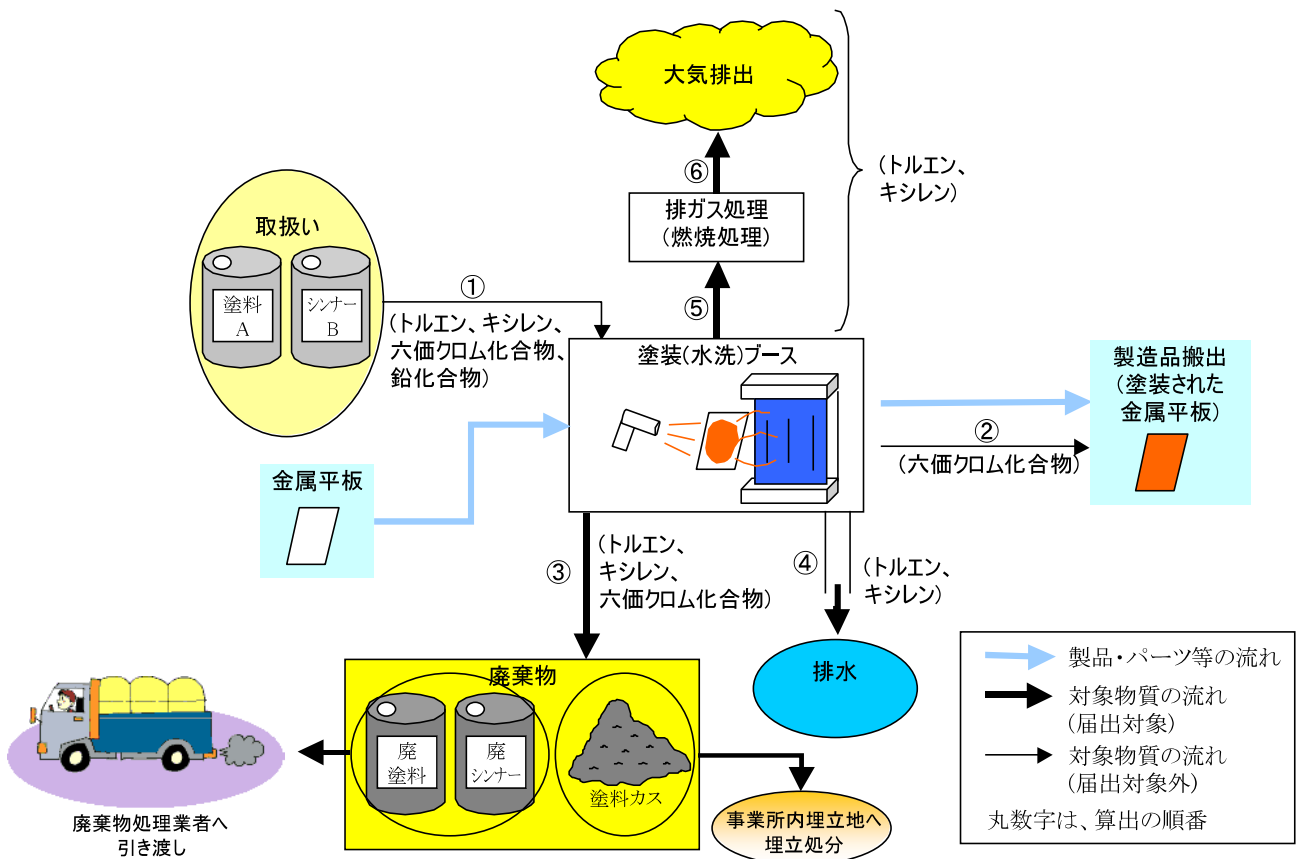 大気排出
⑥
(トルエン、
キシレン)
排ガス処理
(燃焼処理)
⑤
取扱い
塗料
A
シンナー
B
①
(トルエン、キシレン、
六価クロム化合物、
鉛化合物)
塗装(水洗)ブース
製造品搬出
(塗装された
金属平板)
②
(六価クロム化合物)
金属平板
③
(トルエン、
キシレン、
六価クロム化合物)
④
(トルエン、
キシレン)
排水
廃棄物
廃
塗料
廃
シンナー
塗料カス
廃棄物処理業者へ
引き渡し
事業所内埋立地へ
埋立処分
製品・パーツ等の流れ
対象物質の流れ
(届出対象)
対象物質の流れ
(届出対象外)
丸数字は、算出の順番